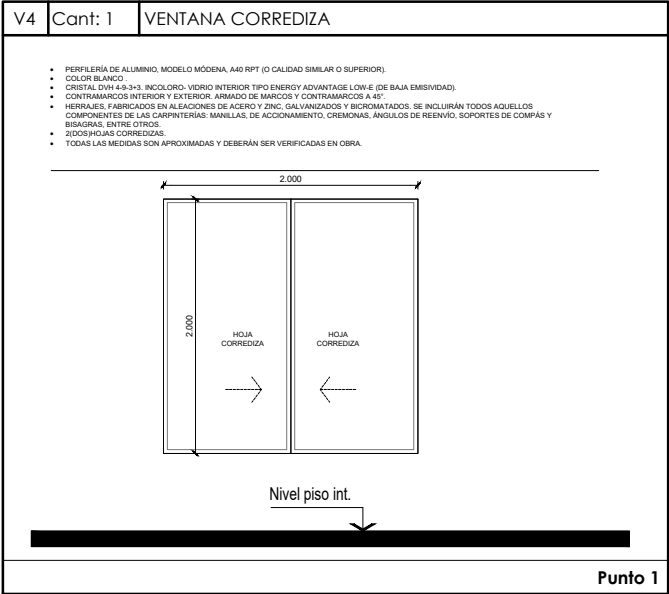 V4 Cant: 1 VENTANA CORREDIZA
• PERFILERÍA DE ALUMINIO, MODELO MÓDENA, A40 RPT (O CALIDAD SIMILAR O SUPERIOR).
• COLOR BLANCO .
• CRISTAL DVH 4-9-3+3. INCOLORO- VIDRIO INTERIOR TIPO ENERGY ADVANTAGE LOW-E (DE BAJA EMISIVIDAD).
• CONTRAMARCOS INTERIOR Y EXTERIOR. ARMADO DE MARCOS Y CONTRAMARCOS A 45°.
• HERRAJES, FABRICADOS EN ALEACIONES DE ACERO Y ZINC, GALVANIZADOS Y BICROMATADOS. SE INCLUIRÁN TODOS AQUELLOS
COMPONENTES DE LAS CARPINTERÍAS: MANILLAS, DE ACCIONAMIENTO, CREMONAS, ÁNGULOS DE REENVÍO, SOPORTES DE COMPÁS Y
BISAGRAS, ENTRE OTROS.
• 2(DOS)HOJAS CORREDIZAS.
• TODAS LAS MEDIDAS SON APROXIMADAS Y DEBERÁN SER VERIFICADAS EN OBRA.
2.000
2.000
HOJA
CORREDIZA
HOJA
CORREDIZA
Nivel piso int.
Punto 1